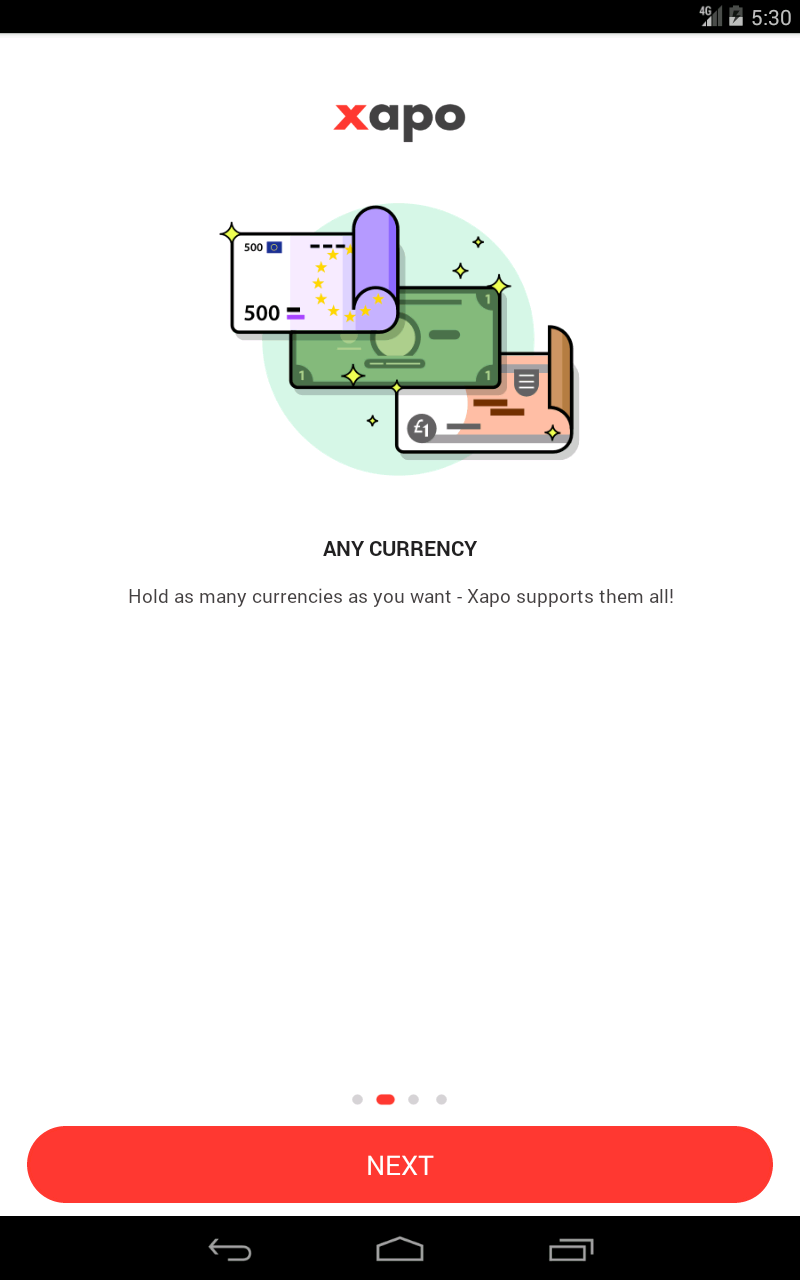 4G 5:30
xapo
500
500
1
1
1
£1
ANY CURRENCY
Hold as many currencies as you want - Xapo supports them all!
NEXT